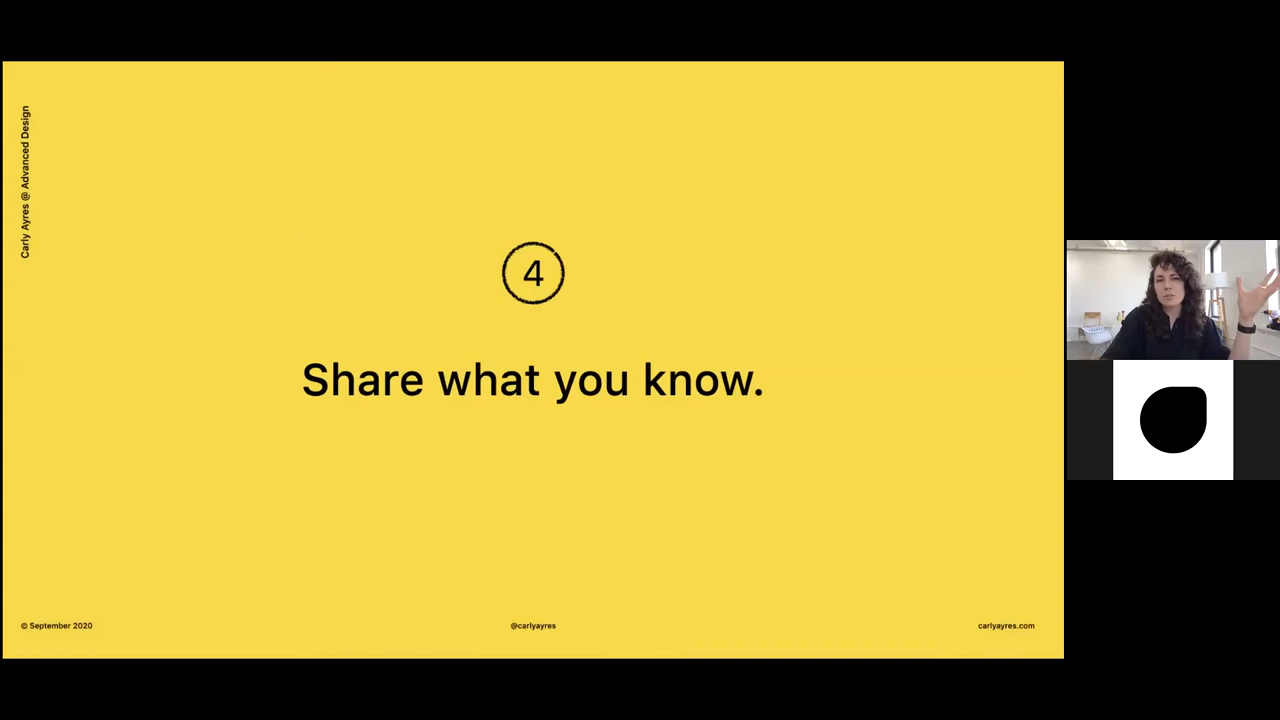 Carly Ayres @ Advanced Design
4
Share what you know.
© September 2020
@carlyayres
carlyayres.com